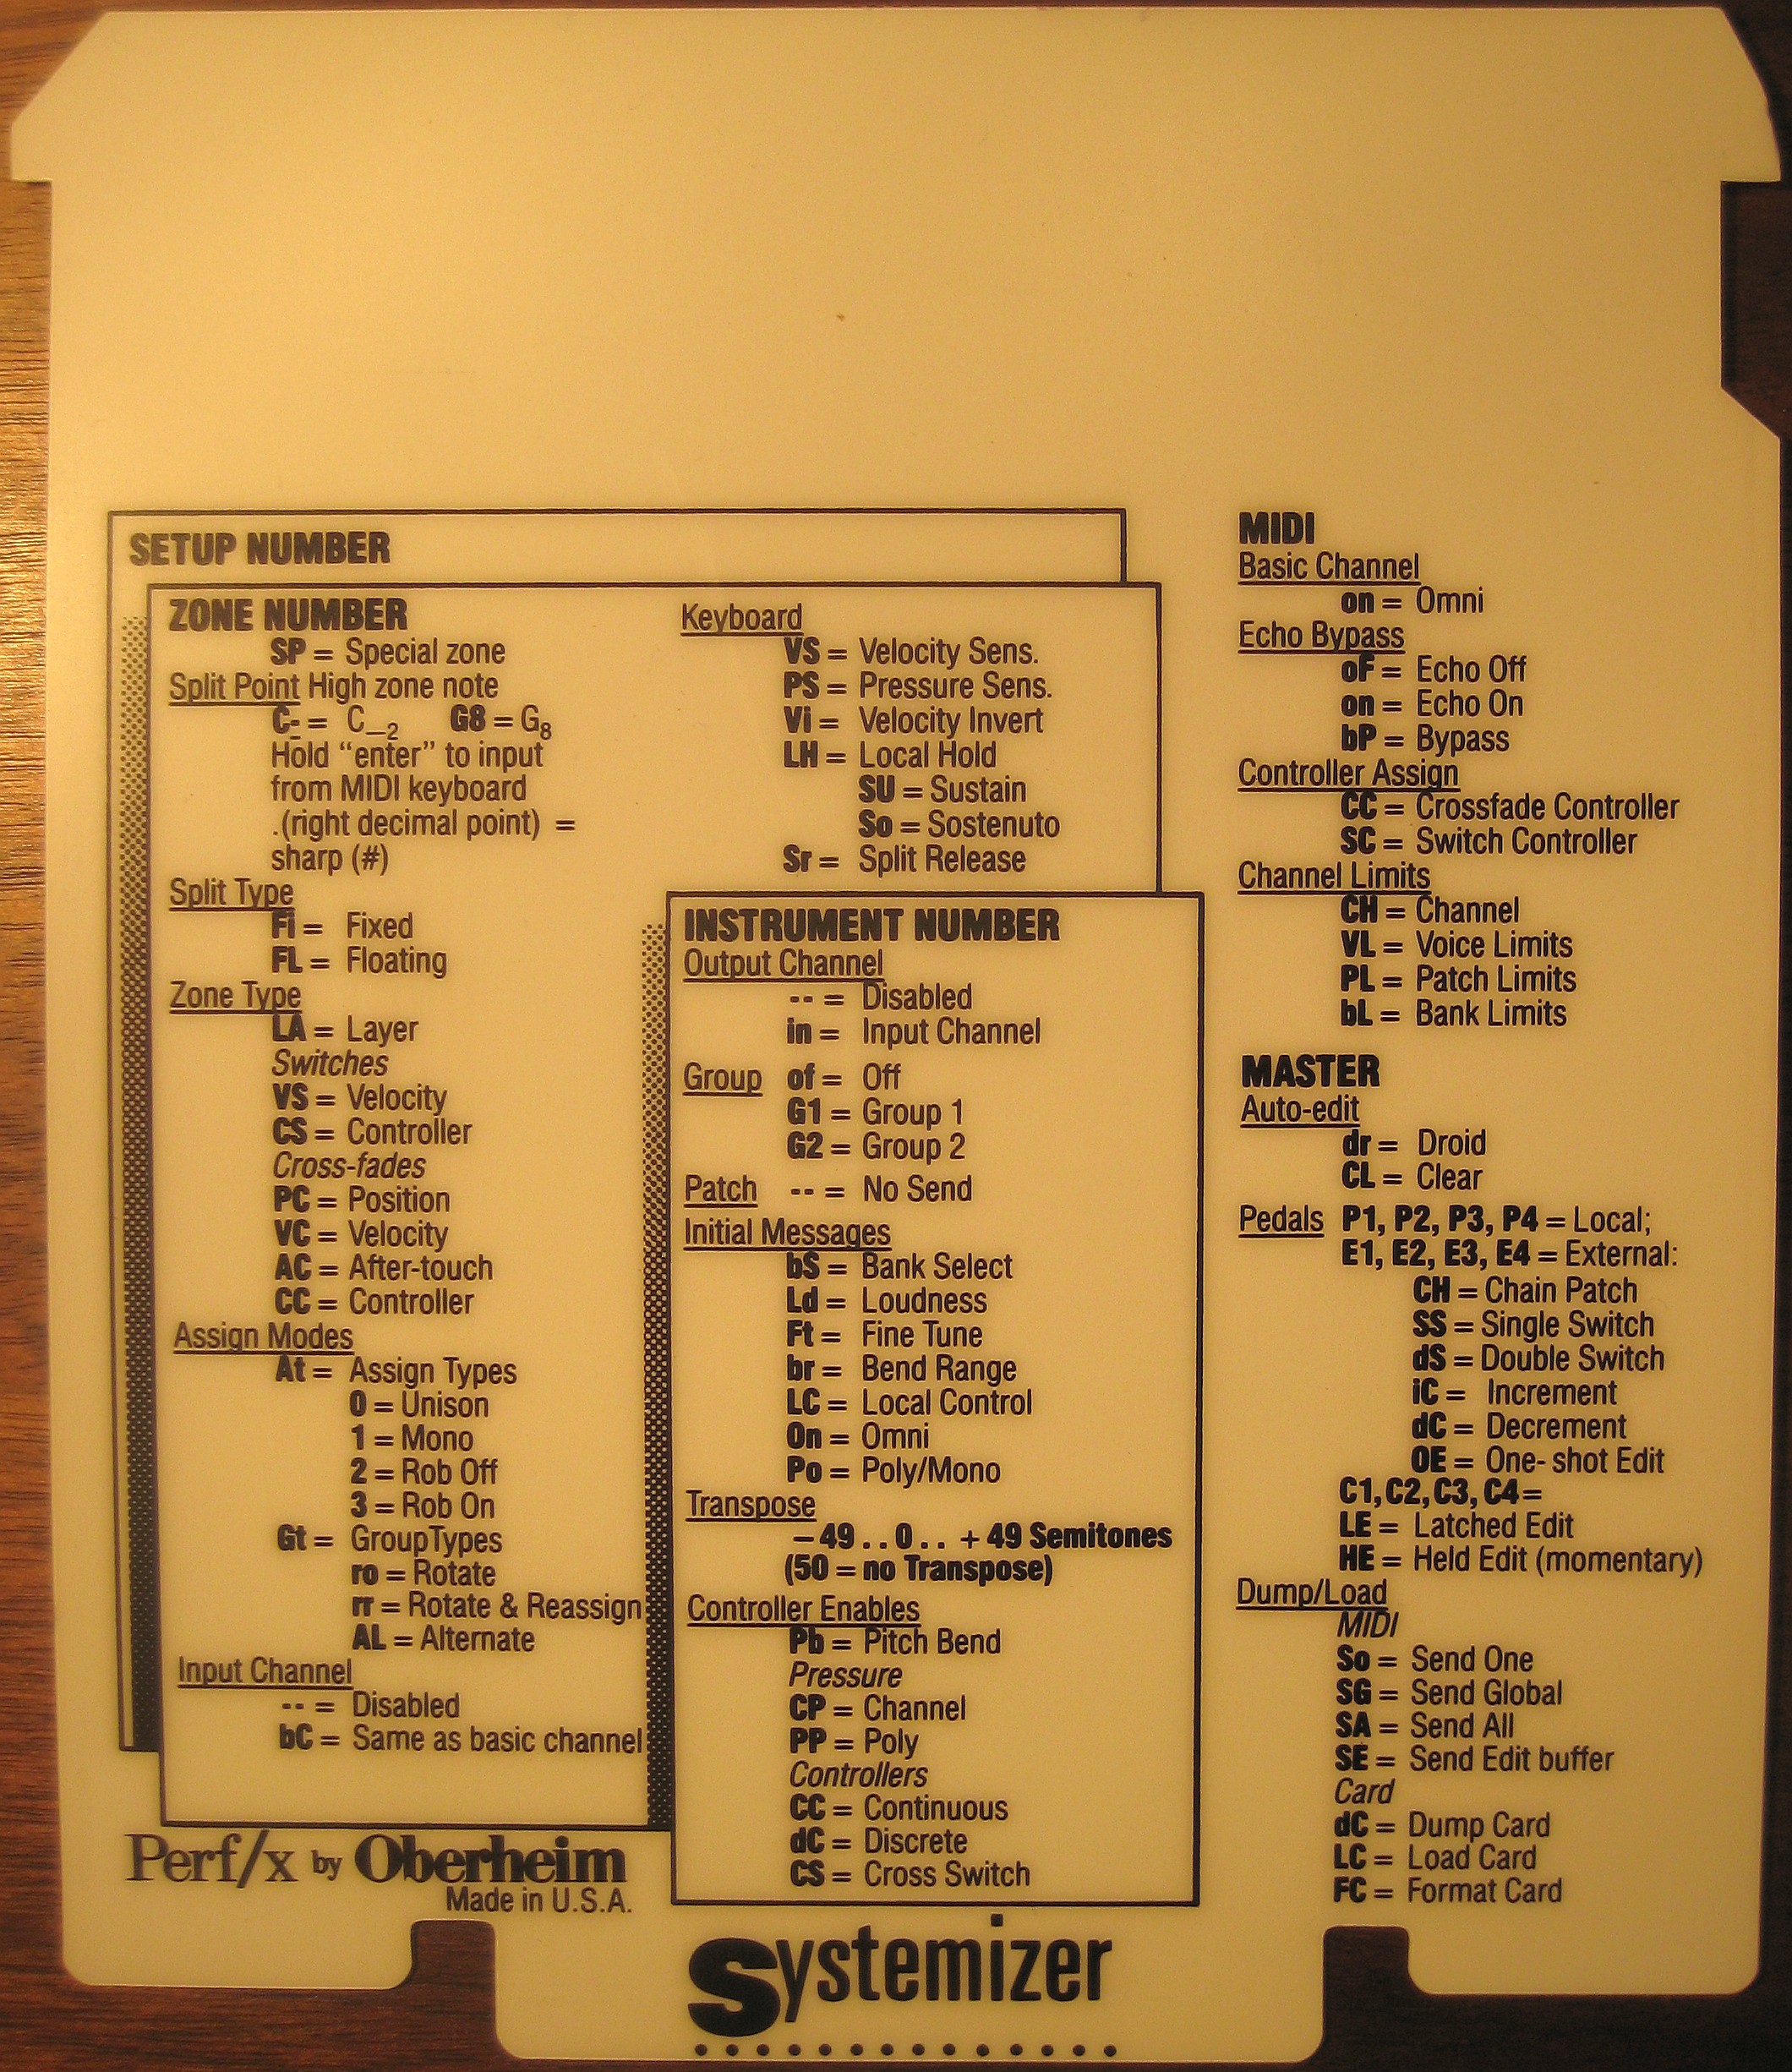 SETUP NUMBER
ZONE NUMBER
SP = Special zone
Split Point High zone note
C- = C–2 G8 = G8
Hold “enter” to input
from MIDI keyboard
.(right decimal point) =
sharp (#)
Split Type
Fi = Fixed
FL = Floating
Zone Type
LA = Layer
Switches
VS = Velocity
CS = Controller
Cross-fades
PC = Position
VC = Velocity
AC = After-touch
CC = Controller
Assign Modes
At = Assign Types
0 = Unison
1 = Mono
2 = Rob Off
3 = Rob On
Gt = Group Types
ro = Rotate
rr = Rotate & Reassign
AL = Alternate
Input Channel
-- = Disabled
bC = Same as basic channel
Keyboard
VS = Velocity Sens.
PS = Pressure Sens.
Vi = Velocity Invert
LH = Local Hold
SU = Sustain
So = Sostenuto
Sr = Split Release
INSTRUMENT NUMBER
Output Channel
-- = Disabled
in = Input Channel
Group of = Off
G1 = Group 1
G2 = Group 2
Patch -- = No Send
Initial Messages
bS = Bank Select
Ld = Loudness
Ft = Fine Tune
br = Bend Range
LC = Local Control
On = Omni
Po = Poly/Mono
Transpose
– 49 . . 0 . . + 49 Semitones
(50 = no Transpose)
Controller Enables
Pb = Pitch Bend
Pressure
CP = Channel
PP = Poly
Controllers
CC = Continuous
dC = Discrete
CS = Cross Switch
MIDI
Basic Channel
on = Omni
Echo Bypass
oF = Echo Off
on = Echo On
bP = Bypass
Controller Assign
CC = Crossfade Controller
SC = Switch Controller
Channel Limits
CH = Channel
VL = Voice Limits
PL = Patch Limits
bL = Bank Limits
MASTER
Auto-edit
dr = Droid
CL = Clear
Pedals P1, P2, P3, P4 = Local;
E1, E2, E3, E4 = External:
CH = Chain Patch
SS = Single Switch
dS = Double Switch
iC = Increment
dC = Decrement
OE = One- shot Edit
C1, C2, C3, C4 =
LE = Latched Edit
HE = Held Edit (momentary)
Dump/Load
MIDI
So = Send One
SG = Send Global
SA = Send All
SE = Send Edit buffer
Card
dC = Dump Card
LC = Load Card
FC = Format Card
Perf/x by Oberheim
Made in U.S.A.
Systemizer